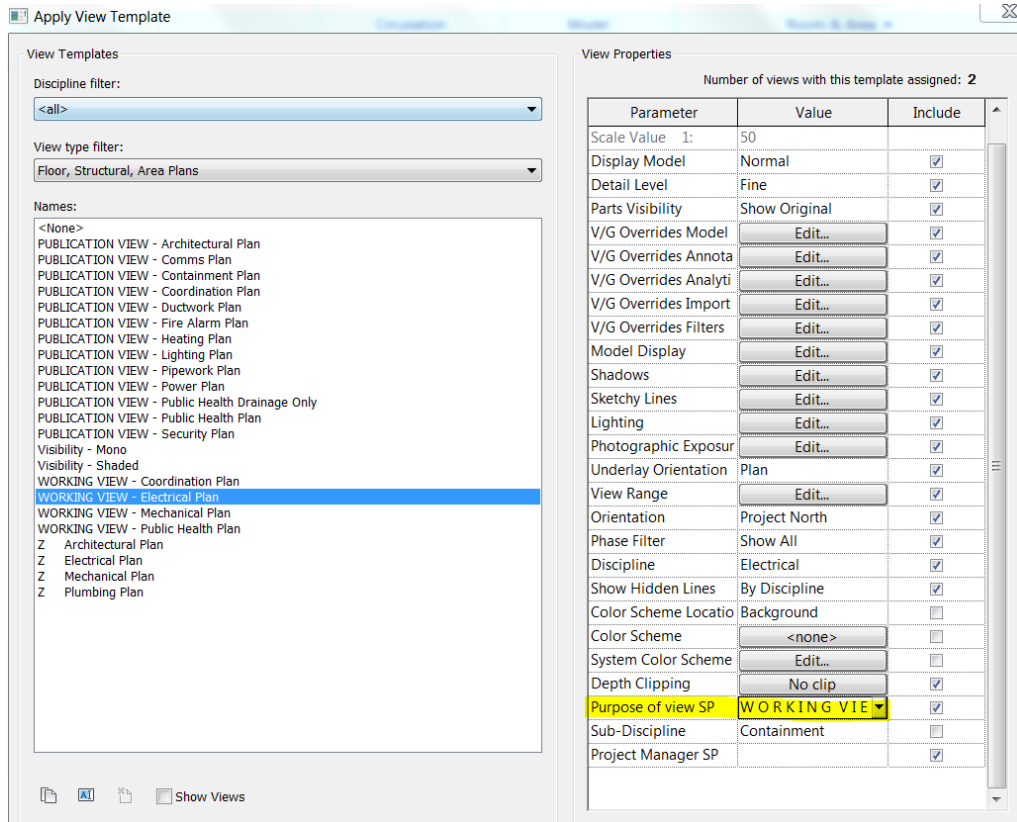 Apply View Template
Circulation Model Room & Area
View Templates
Discipline filter:
<all>
View type filter:
Floor, Structural, Area Plans
Names:
<None>
PUBLICATION VIEW - Architectural Plan
PUBLICATION VIEW - Comms Plan
PUBLICATION VIEW - Containment Plan
PUBLICATION VIEW - Coordination Plan
PUBLICATION VIEW - Ductwork Plan
PUBLICATION VIEW - Fire Alarm Plan
PUBLICATION VIEW - Heating Plan
PUBLICATION VIEW - Lighting Plan
PUBLICATION VIEW - Pipework Plan
PUBLICATION VIEW - Power Plan
PUBLICATION VIEW - Public Health Drainage Only
PUBLICATION VIEW - Public Health Plan
PUBLICATION VIEW - Security Plan
Visibility - Mono
Visibility - Shaded
WORKING VIEW - Coordination Plan
WORKING VIEW - Electrical Plan
WORKING VIEW - Mechanical Plan
WORKING VIEW - Public Health Plan
Z Architectural Plan
Z Electrical Plan
Z Mechanical Plan
Z Plumbing Plan
Show Views
View Properties
Number of views with this template assigned: 2
Parameter Value Include
Scale Value 1: 50
Display Model Normal
Detail Level Fine
Parts Visibility Show Original
V/G Overrides Model Edit...
V/G Overrides Annota Edit...
V/G Overrides Analyti Edit...
V/G Overrides Import Edit...
V/G Overrides Filters Edit...
Model Display Edit...
Shadows Edit...
Sketchy Lines Edit...
Lighting Edit...
Photographic Exposur Edit...
Underlay Orientation Plan
View Range Edit...
Orientation Project North
Phase Filter Show All
Discipline Electrical
Show Hidden Lines By Discipline
Color Scheme Locatio Background
Color Scheme <none>
System Color Scheme Edit...
Depth Clipping No clip
Purpose of view SP W O R K I N G V I E
Sub-Discipline Containment
Project Manager SP